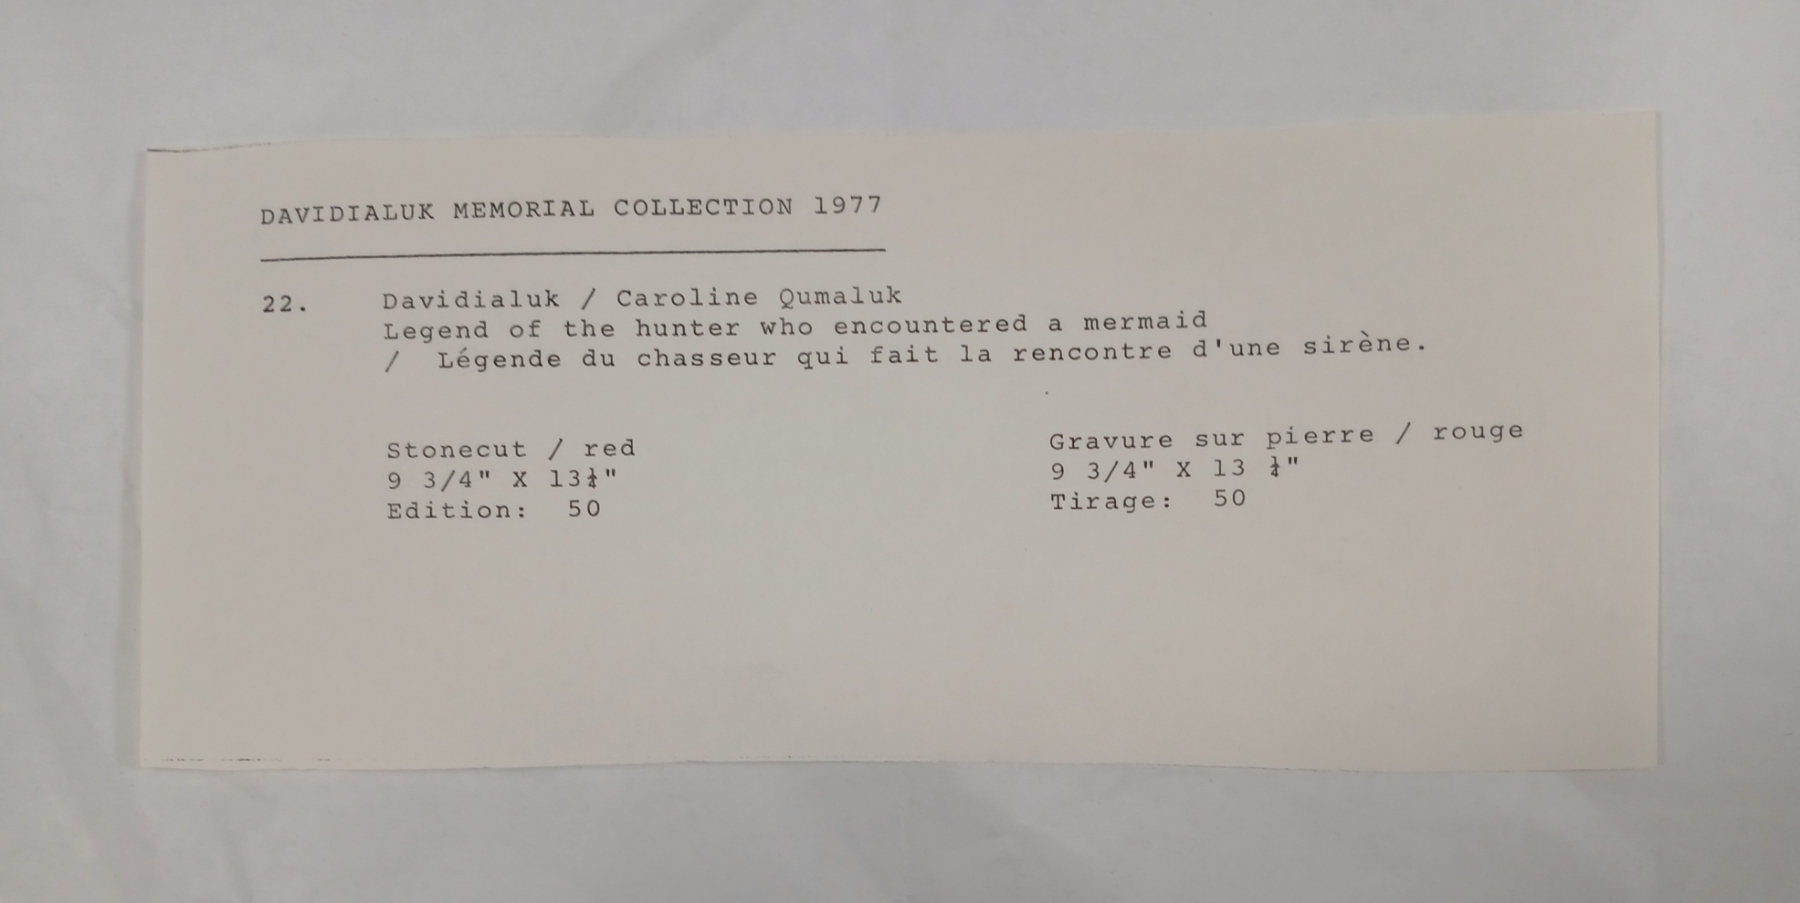 DAVIDIALUK MEMORIAL COLLECTION 1977
22. Davidialuk / Caroline Qumaluk
Legend of the hunter who encountered a mermaid
/ Légende du chasseur qui fait la rencontre d'une sirène.
Stonecut / red
9 3/4" X 13¼"
Edition: 50
Gravure sur pierre / rouge
9 3/4" X 13 ¼"
Tirage: 50